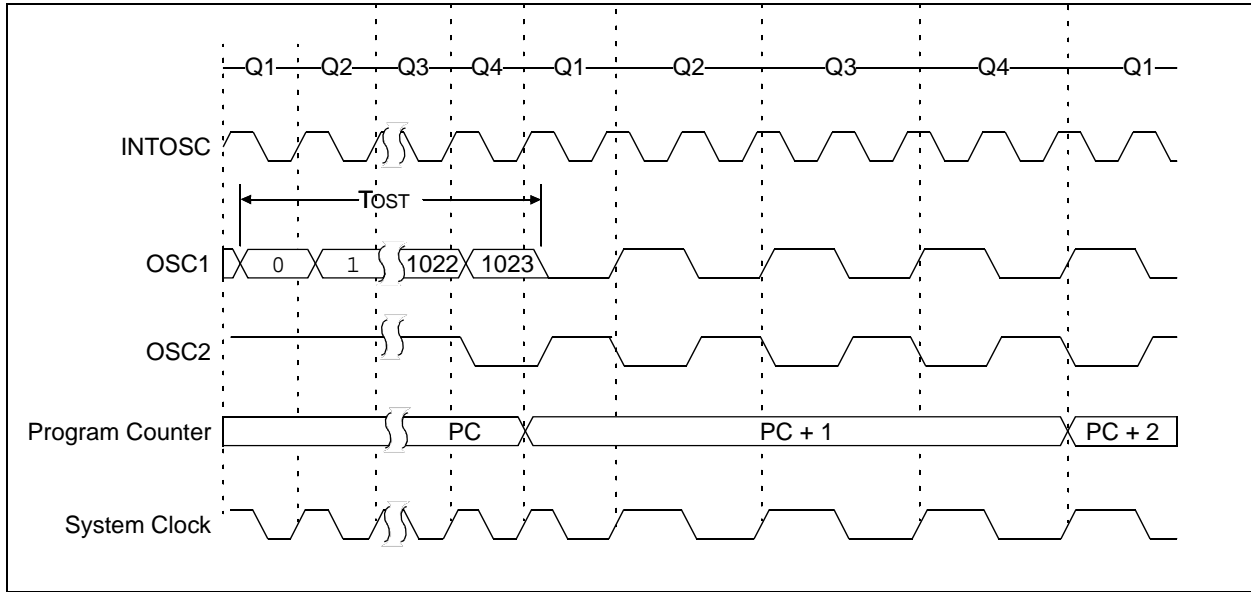 Q1 Q2 Q3 Q4 Q1 Q2 Q3 Q4 Q1
INTOSC
TOST
OSC1 0 1 1022 1023
OSC2
Program Counter PC PC + 1 PC + 2
System Clock